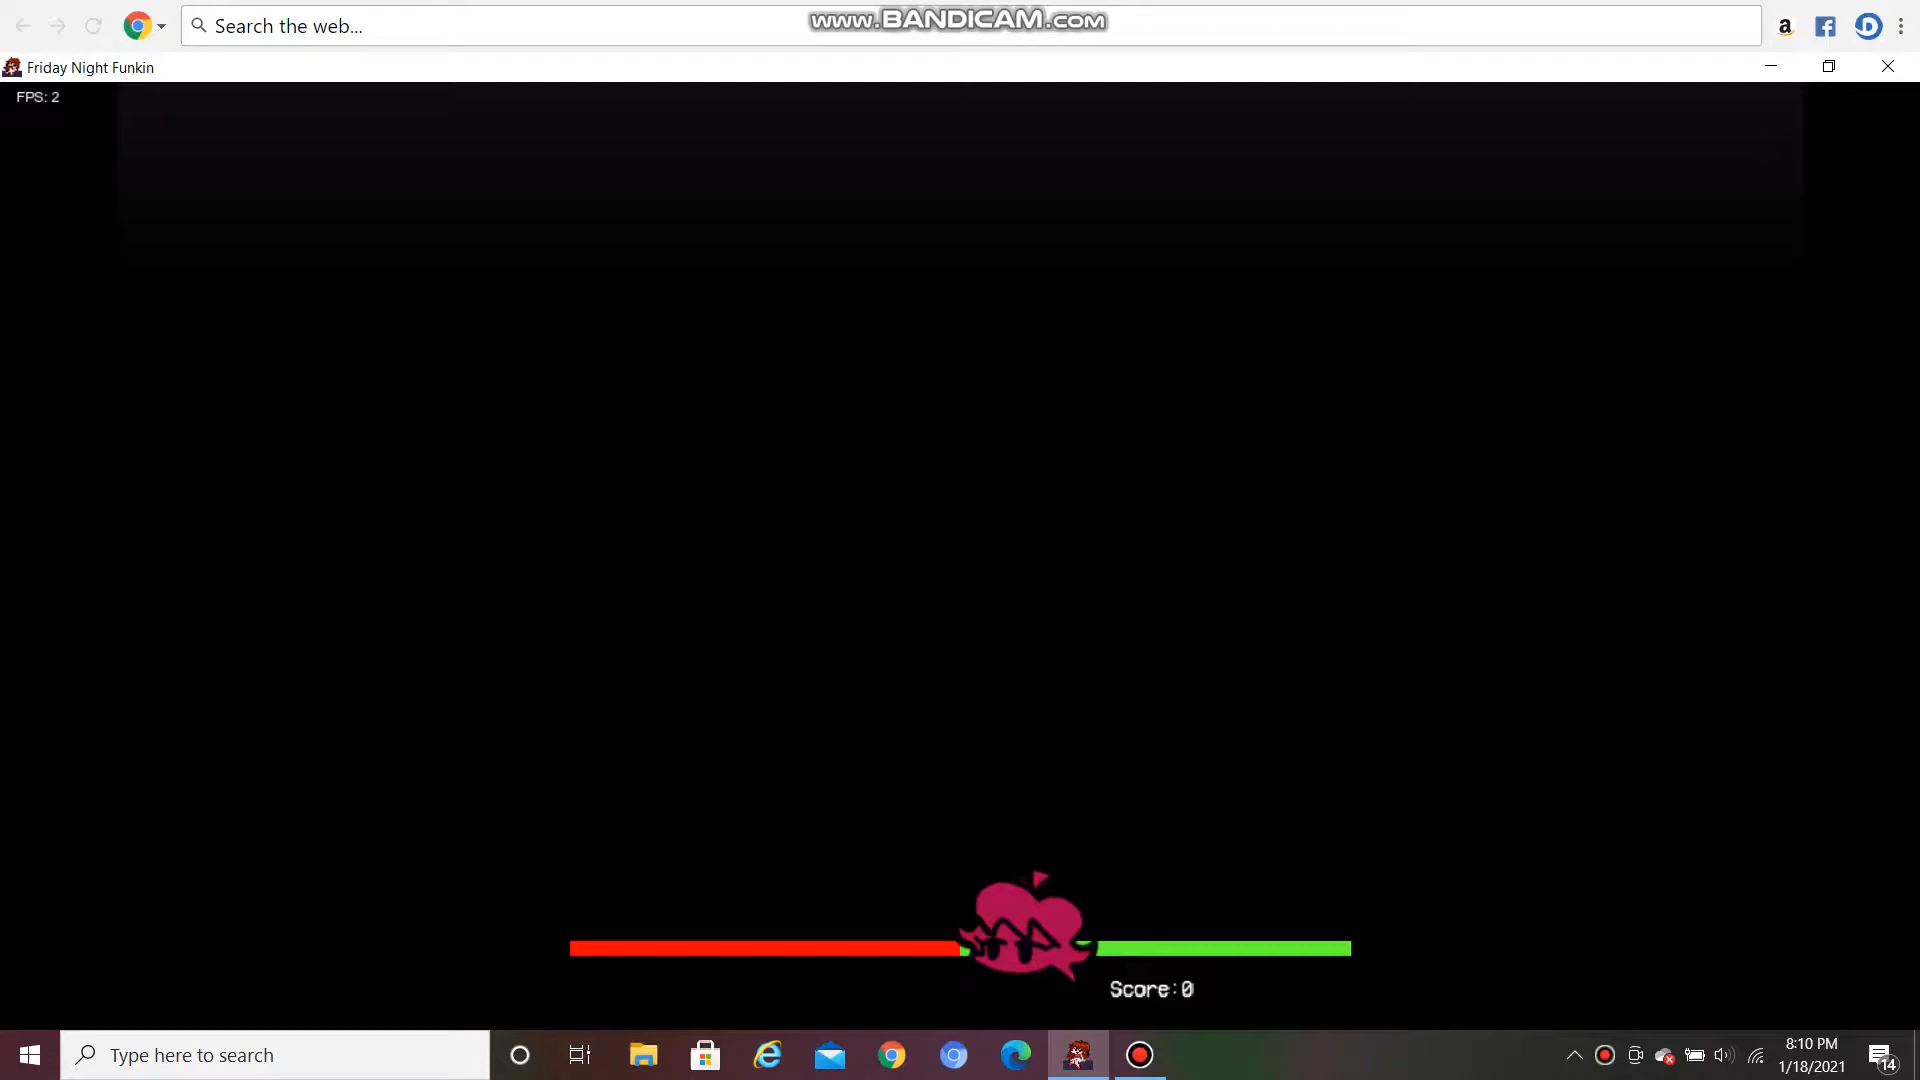 Search the web...
www.BANDICAM.com
a
Friday Night Funkin
FPS: 2
Score:0
Type here to search
8:10 PM
1/18/2021
14